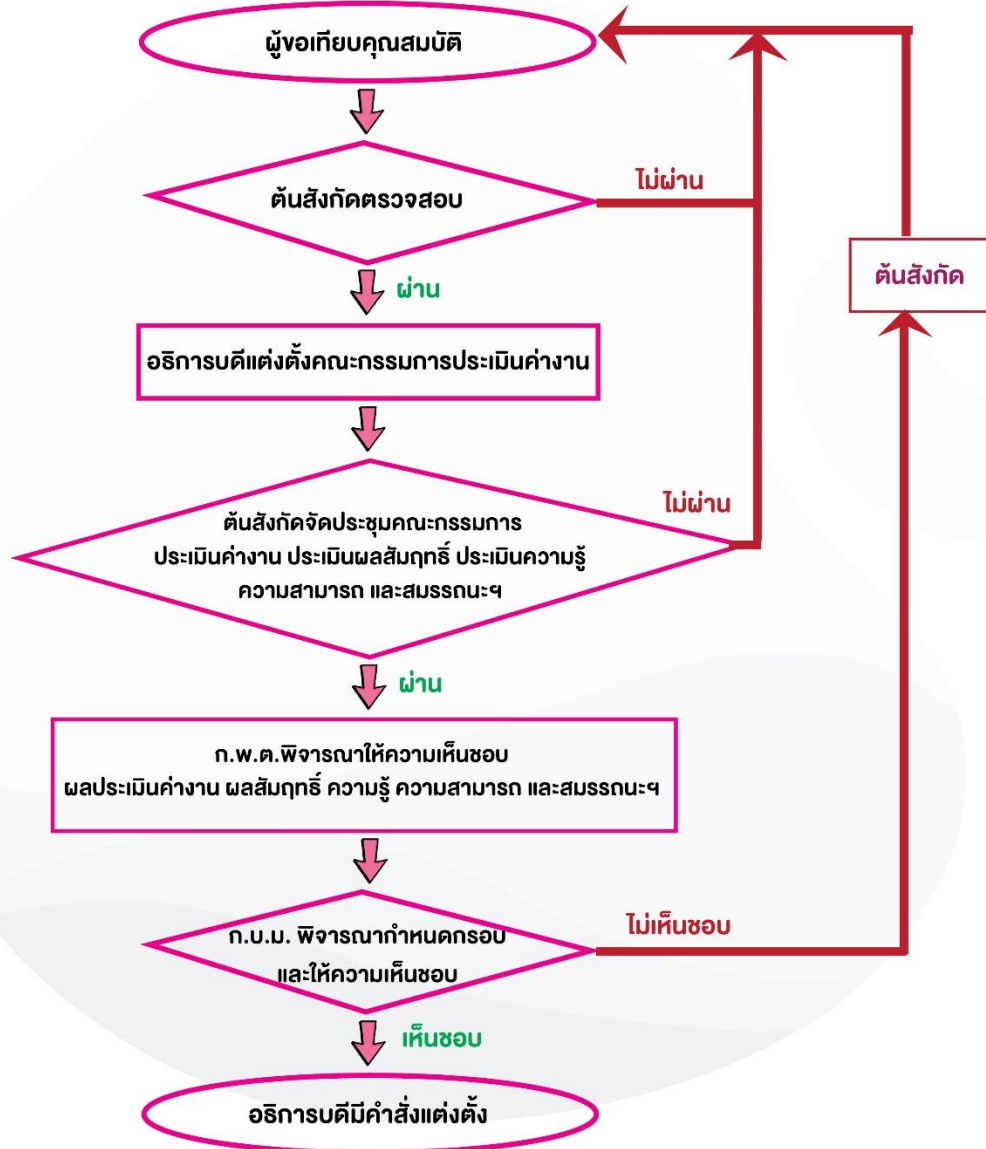 ผู้ขอเทียบคุณสมบัติ
ต้นสังกัดตรวจสอบ
ไม่ผ่าน
ต้นสังกัด
ผ่าน
อธิการบดีแต่งตั้งคณะกรรมการประเมินค่างาน
ไม่ผ่าน
ต้นสังกัดจัดประชุมคณะกรรมการ
ประเมินค่างาน ประเมินผลสัมฤทธิ์ ประเมินความรู้
ความสามารถ และสมรรถนะฯ
ผ่าน
ก.พ.ต.พิจารณาให้ความเห็นชอบ
ผลประเมินค่างาน ผลสัมฤทธิ์ ความรู้ ความสามารถ และสมรรถนะฯ
ไม่เห็นชอบ
ก.บ.ม. พิจารณากำหนดกรอบ
และให้ความเห็นชอบ
เห็นชอบ
อธิการบดีมีคำสั่งแต่งตั้ง